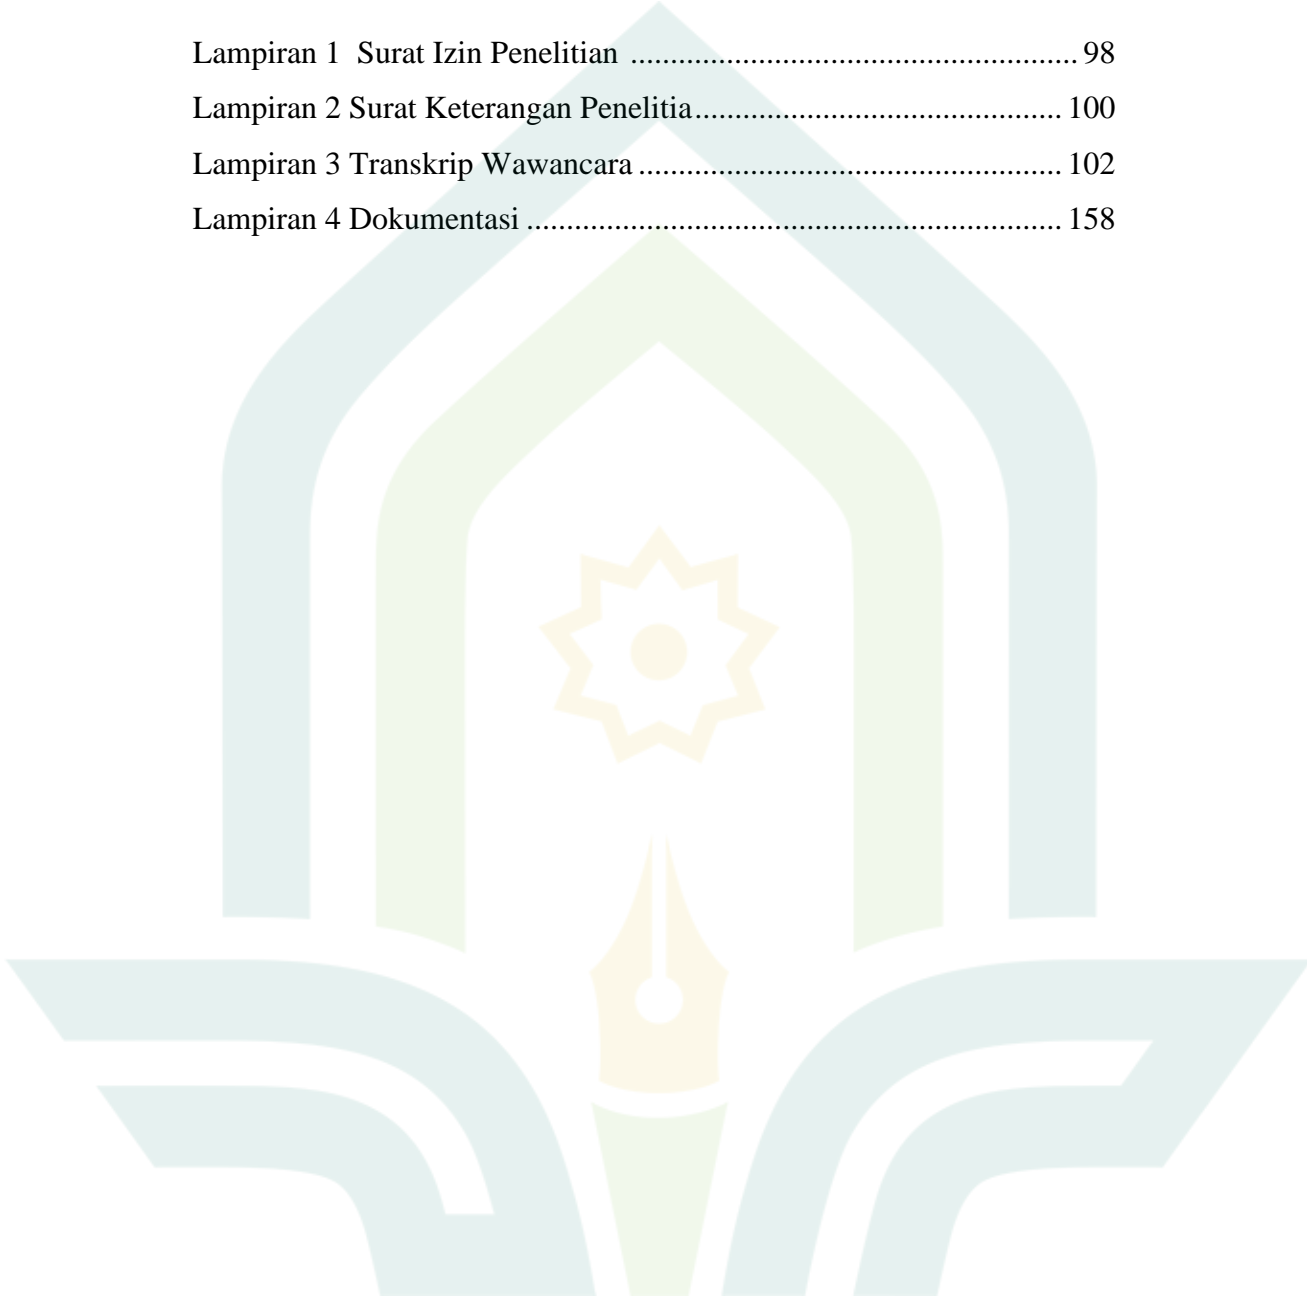 Lampiran 1  Surat Izin Penelitian ........................................................ 98
Lampiran 2 Surat Keterangan Penelitia.............................................. 100
Lampiran 3 Transkrip Wawancara ..................................................... 102
Lampiran 4 Dokumentasi ................................................................... 158